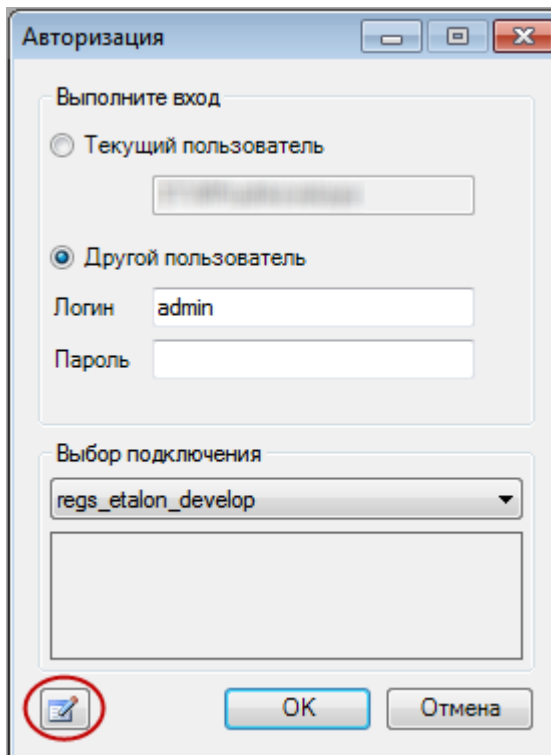 Авторизация
Выполните вход
Текущий пользователь
Другой пользователь
Логин admin
Пароль
Выбор подключения
regs_etalon_develop
OK Отмена